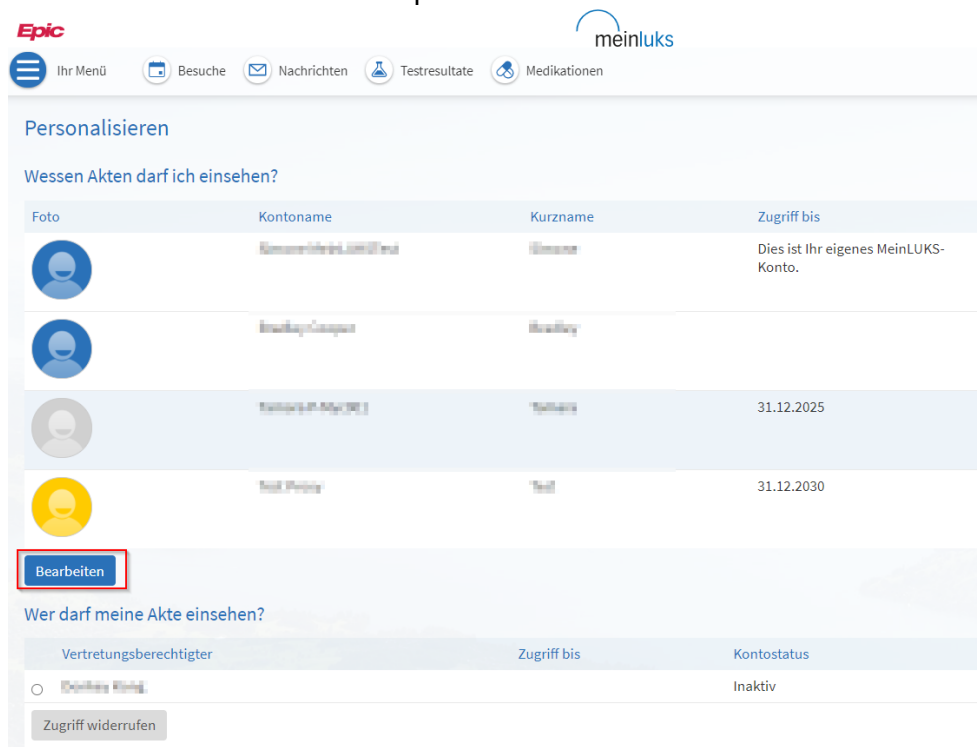 Epic
meinluks
Ihr Menü Besuche Nachrichten Testresultate Medikationen
Personalisieren
Wessen Akten darf ich einsehen?
Foto Kontoname Kurzname Zugriff bis
Dies ist Ihr eigenes MeinLUKS-
Konto.
31.12.2025
31.12.2030
Bearbeiten
Wer darf meine Akte einsehen?
Vertretungsberechtigter Zugriff bis Kontostatus
Inaktiv
Zugriff widerrufen